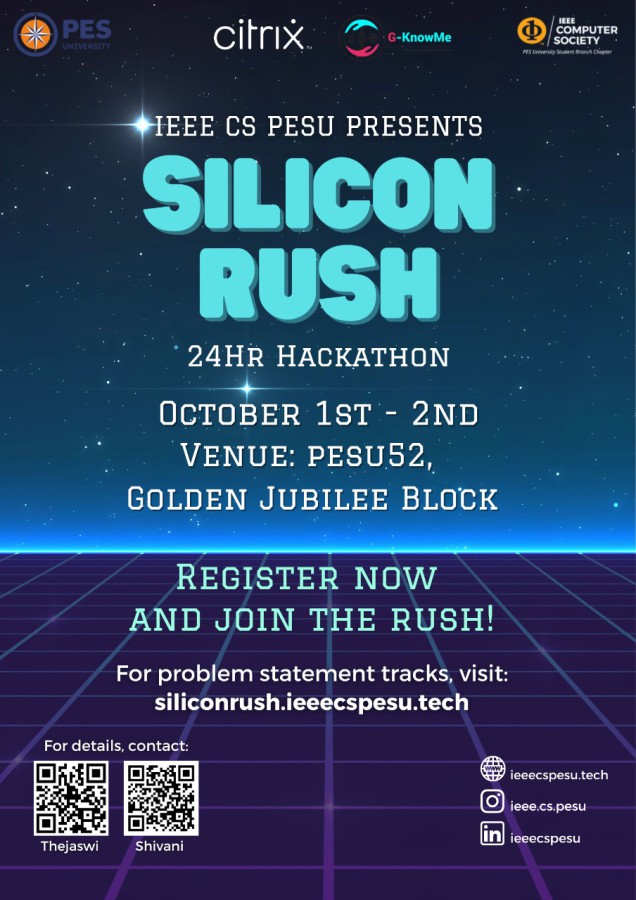 PES
UNIVERSITY
citrix
G-KnowMe
IEEE
COMPUTER
SOCIETY
PES University Student Branch Chapter
IEEE CS PESU PRESENTS
SILICON
RUSH
24Hr Hackathon
October 1st - 2nd
Venue: pesu52,
Golden Jubilee Block
Register now
and join the rush!
For problem statement tracks, visit:
siliconrush.ieeecspesu.tech
For details, contact:
Thejaswi
Shivani
ieeecspesu.tech
ieee.cs.pesu
ieeecspesu